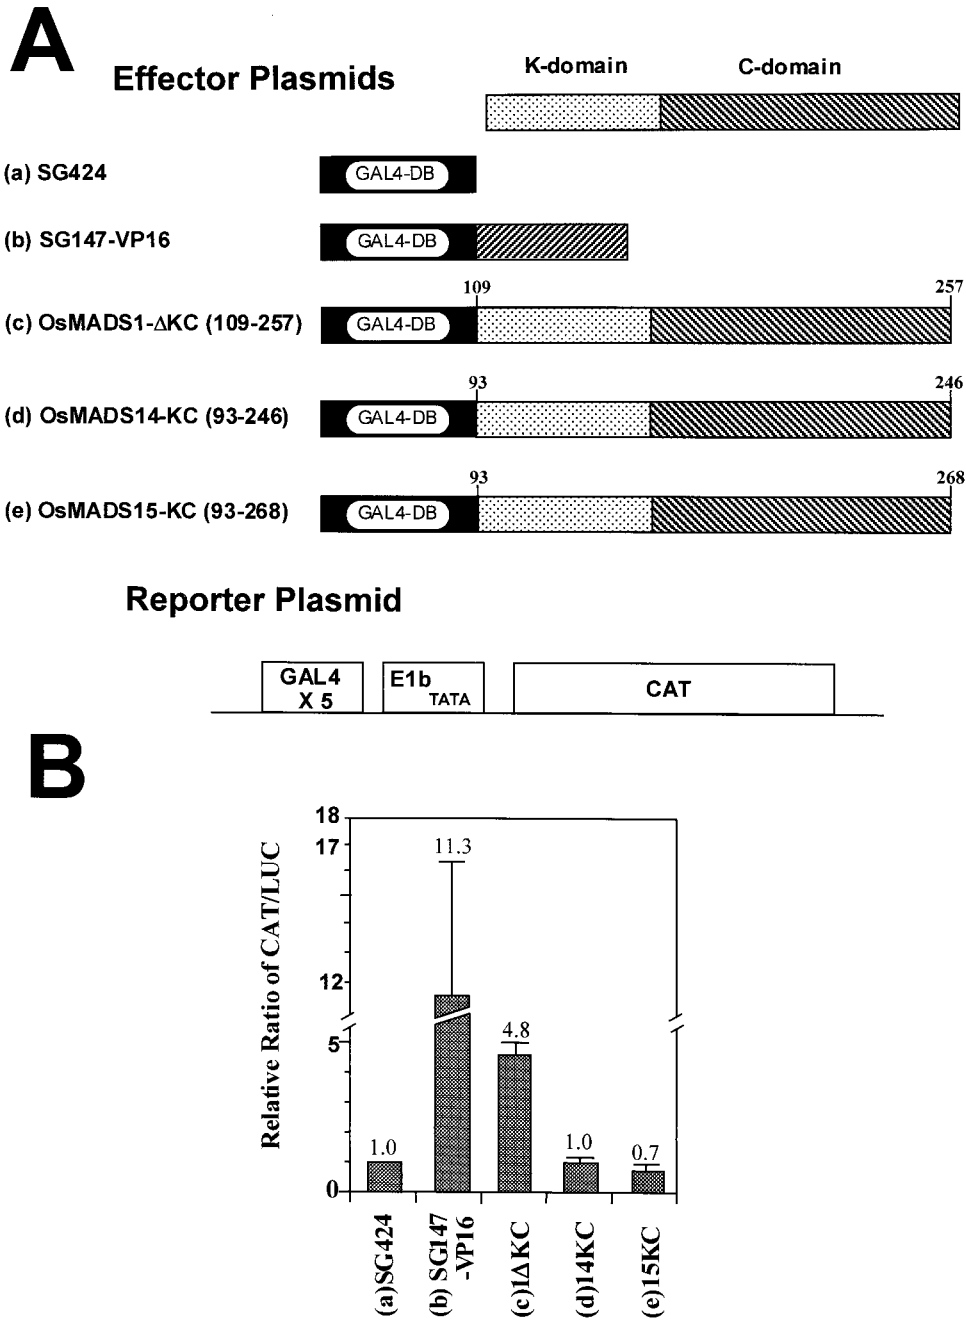 A
Effector Plasmids
K-domain C-domain
(a) SG424 GAL4-DB
(b) SG147-VP16 GAL4-DB
109 257
(c) OsMADS1-ΔKC (109-257) GAL4-DB
93 246
(d) OsMADS14-KC (93-246) GAL4-DB
93 268
(e) OsMADS15-KC (93-268) GAL4-DB
Reporter Plasmid
GAL4
X 5
E1b
TATA
CAT
B
Relative Ratio of CAT/LUC
18
17
12
5
0
1.0
11.3
4.8
1.0
0.7
(a)SG424
(b) SG147
-VP16
(c)1ΔKC
(d)14KC
(e)15KC